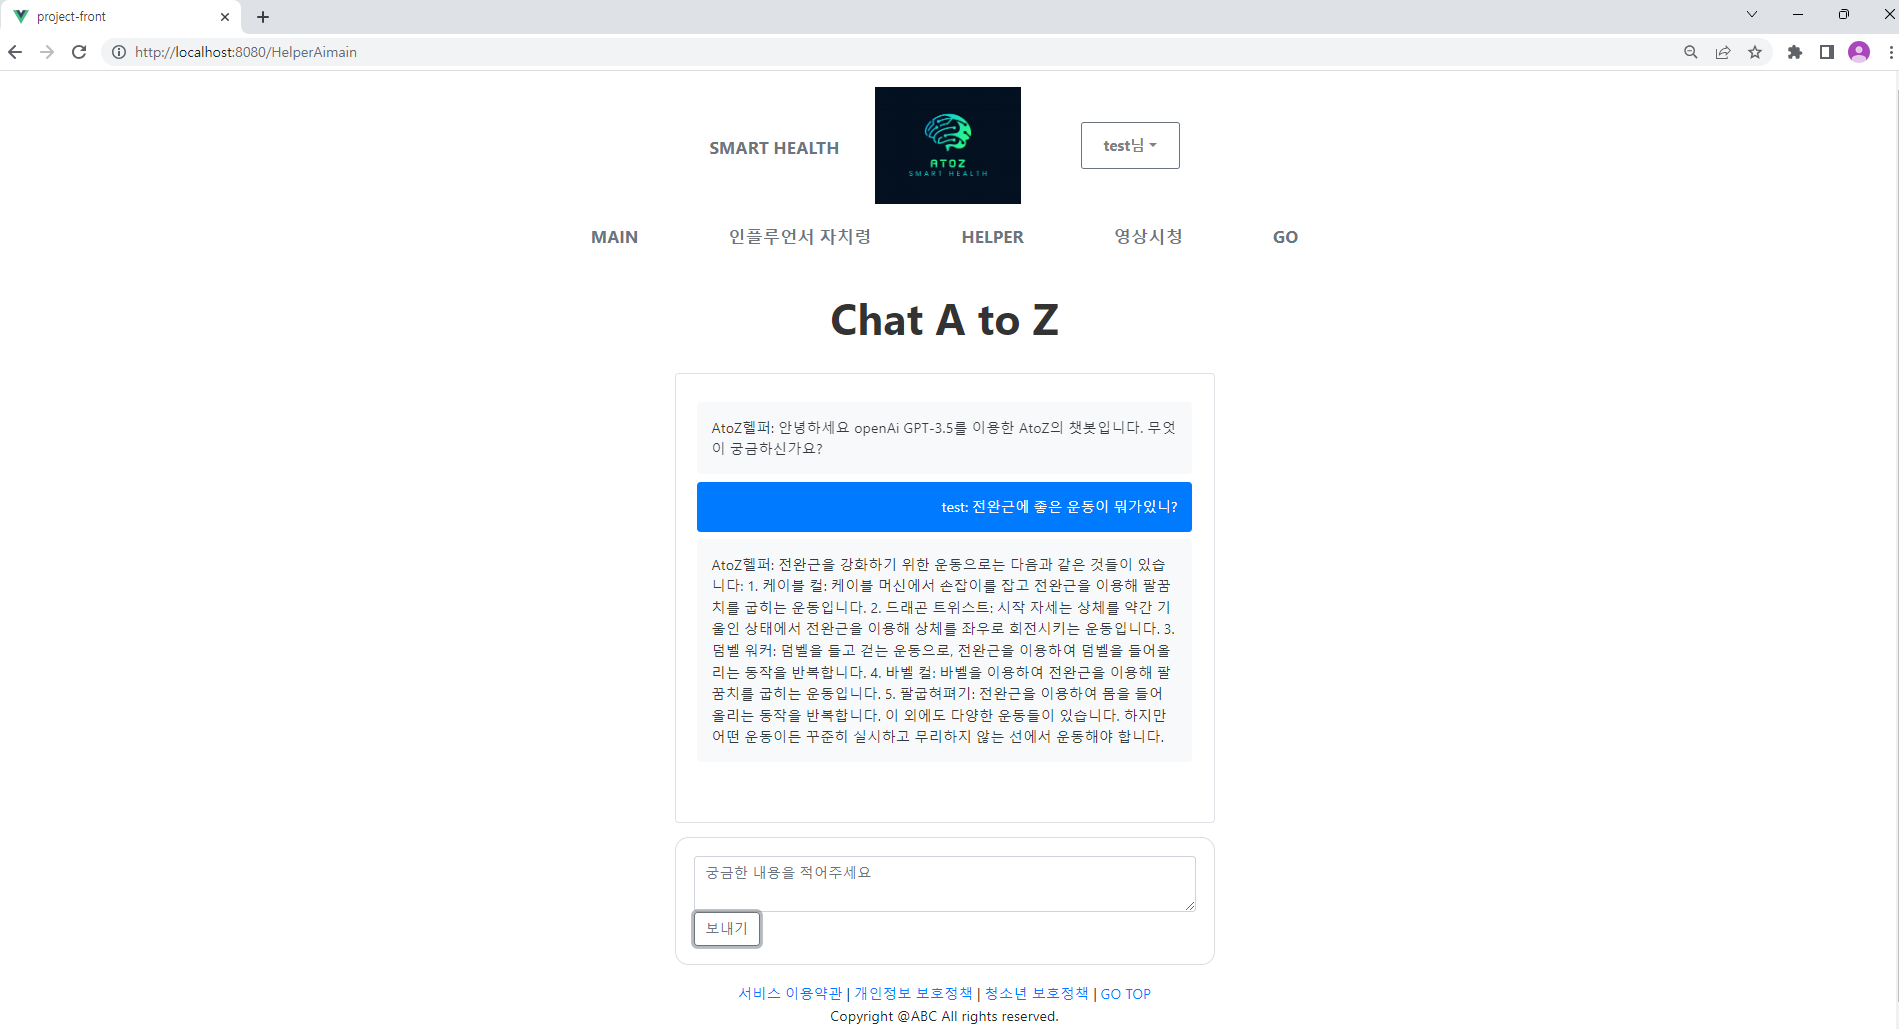 project-front
http://localhost:8080/HelperAimain
SMART HEALTH
ATOZ
SMART HEALTH
test님
MAIN
인플루언서 자치령
HELPER
영상시청
GO
Chat A to Z
AtoZ헬퍼: 안녕하세요 openAi GPT-3.5를 이용한 AtoZ의 챗봇입니다. 무엇
이 궁금하신가요?
test: 전완근에 좋은 운동이 뭐가있니?
AtoZ헬퍼: 전완근을 강화하기 위한 운동으로는 다음과 같은 것들이 있습
니다: 1. 케이블 컬: 케이블 머신에서 손잡이를 잡고 전완근을 이용해 팔꿈
치를 굽히는 운동입니다. 2. 드래곤 트위스트: 시작 자세는 상체를 약간 기
울인 상태에서 전완근을 이용해 상체를 좌우로 회전시키는 운동입니다. 3.
덤벨 워커: 덤벨을 들고 걷는 운동으로, 전완근을 이용하여 덤벨을 들어올
리는 동작을 반복합니다. 4. 바벨 컬: 바벨을 이용하여 전완근을 이용해 팔
꿈치를 굽히는 운동입니다. 5. 팔굽혀펴기: 전완근을 이용하여 몸을 들어
올리는 동작을 반복합니다. 이 외에도 다양한 운동들이 있습니다. 하지만
어떤 운동이든 꾸준히 실시하고 무리하지 않는 선에서 운동해야 합니다.
궁금한 내용을 적어주세요
보내기
서비스 이용약관 | 개인정보 보호정책 | 청소년 보호정책 | GO TOP
Copyright @ABC All rights reserved.